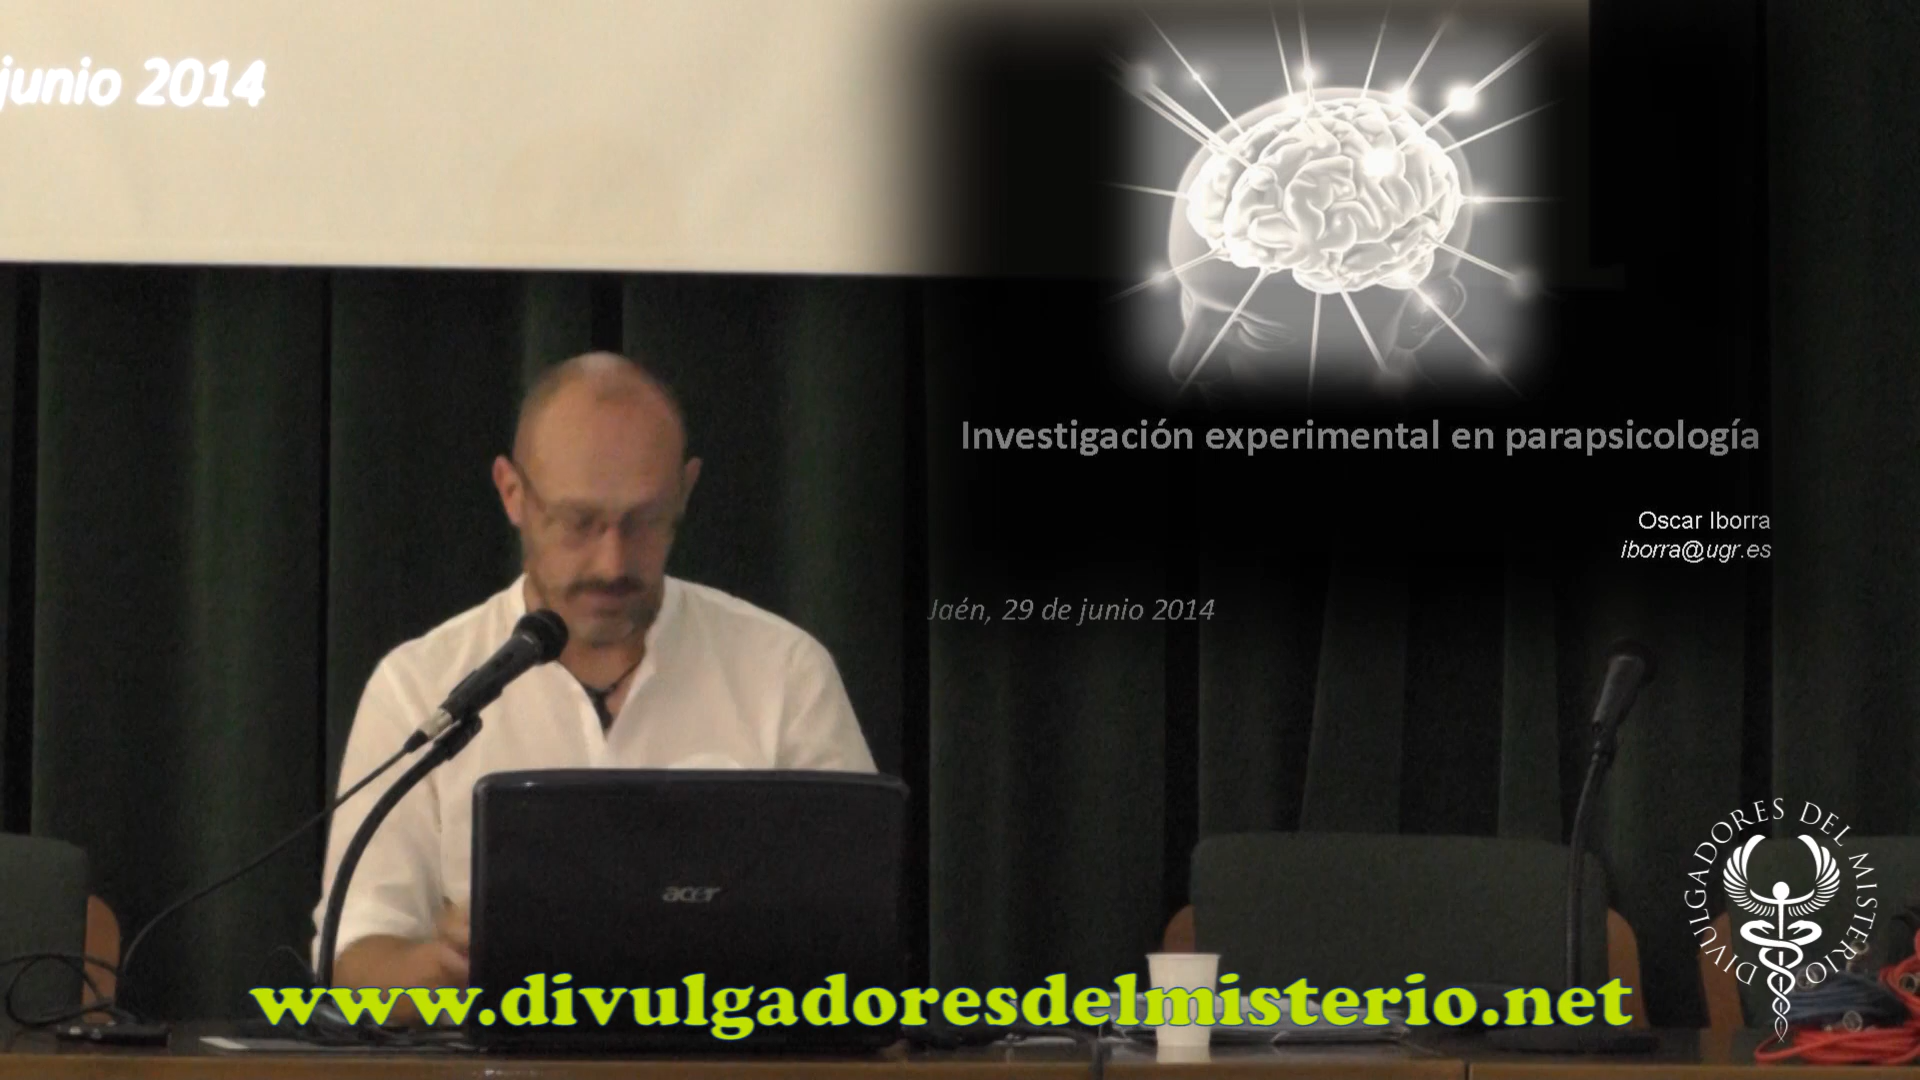 junio 2014
Investigación experimental en parapsicología
Oscar Iborra
iborra@ugr.es
Jaén, 29 de junio 2014
acer
DIVULGADORES DEL MISTERIO
www.divulgadoresdelmisterio.net